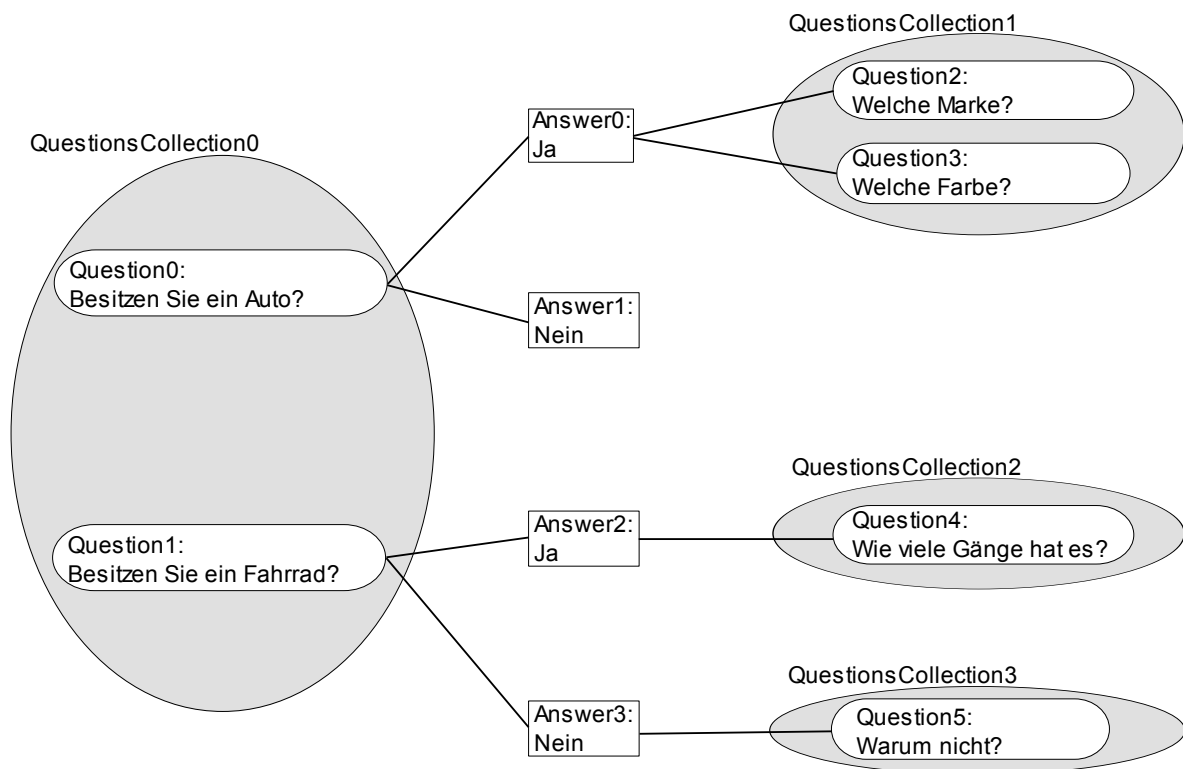 QuestionsCollection0
Question0:
Besitzen Sie ein Auto?
Question1:
Besitzen Sie ein Fahrrad?
Answer0:
Ja
Answer1:
Nein
Answer2:
Ja
Answer3:
Nein
QuestionsCollection1
Question2:
Welche Marke?
Question3:
Welche Farbe?
QuestionsCollection2
Question4:
Wie viele Gänge hat es?
QuestionsCollection3
Question5:
Warum nicht?